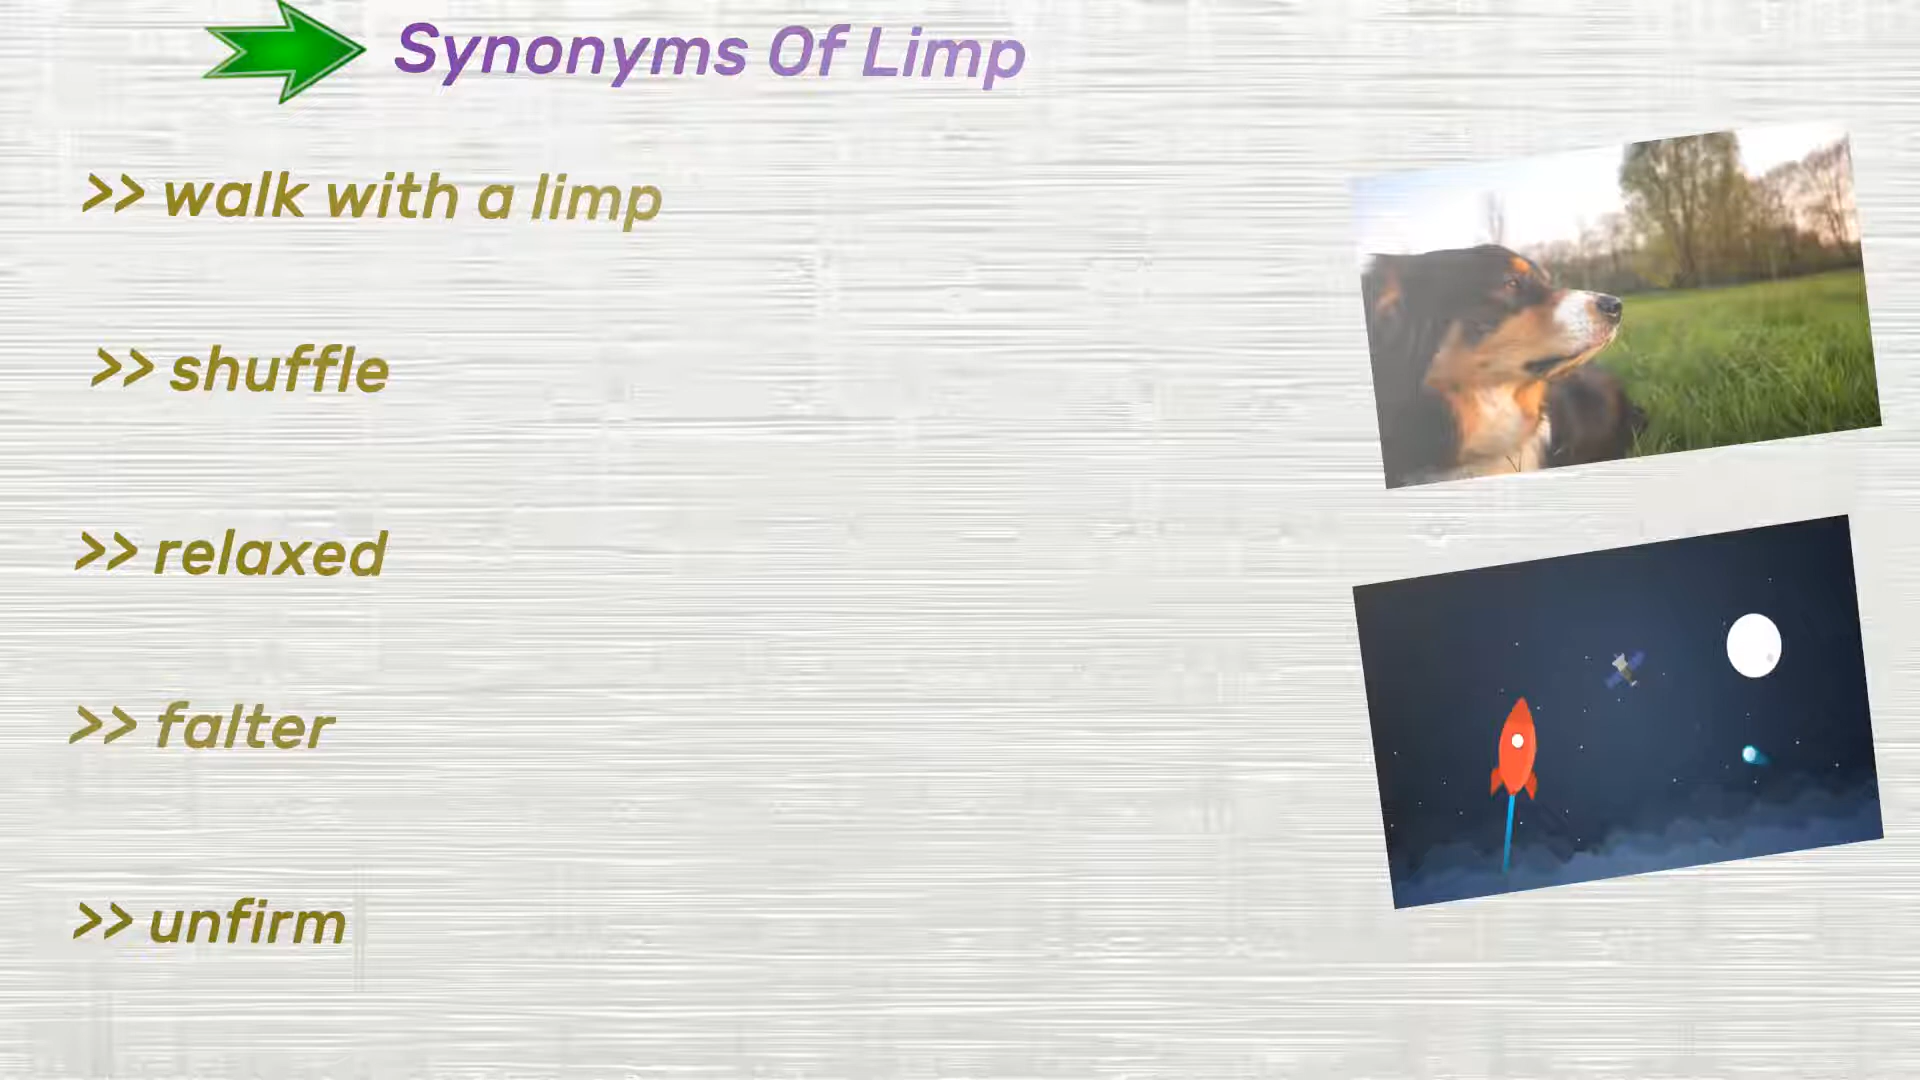 Synonyms Of Limp
>> walk with a limp
>> shuffle
>> relaxed
>> falter
>> unfirm